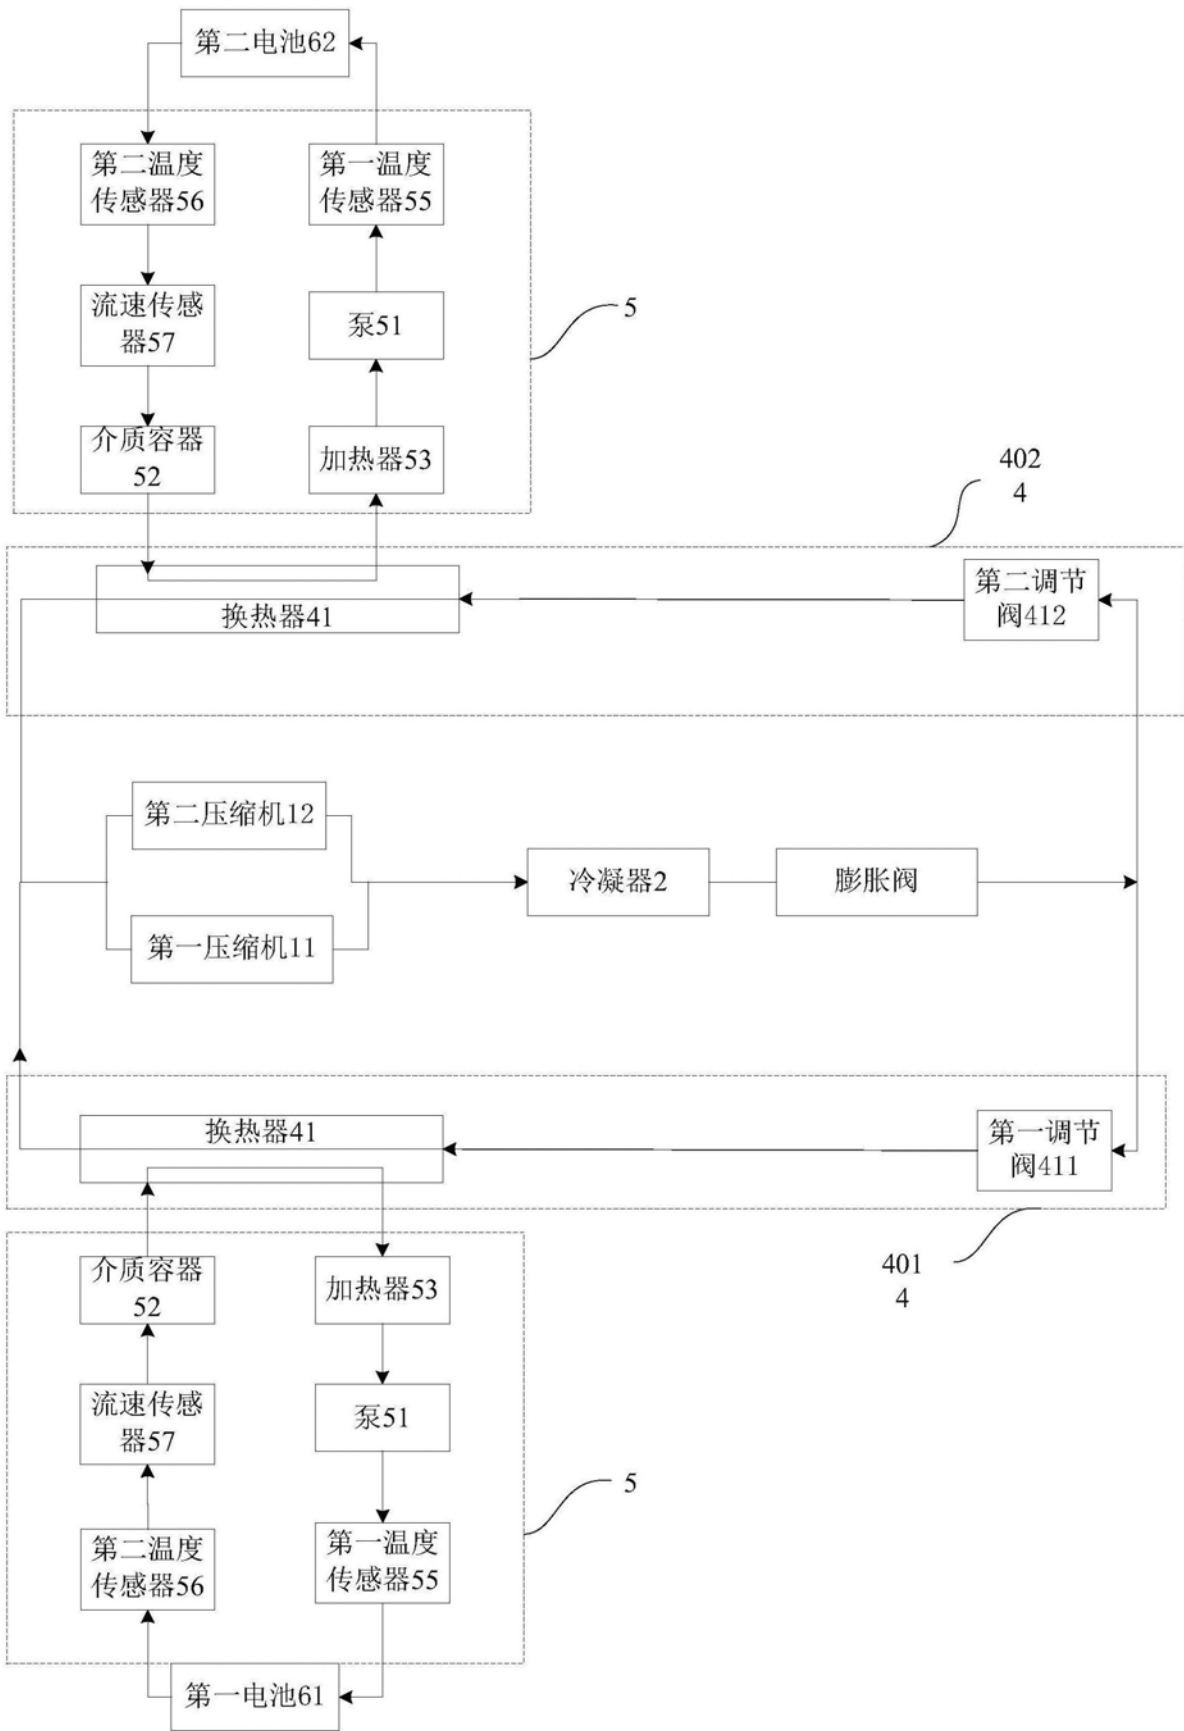 第二电池62
第二温度
传感器56
第一温度
传感器55
流速传感
器57
泵51
5
介质容器
52
加热器53
402
4
换热器41
第二调节
阀412
第二压缩机12
冷凝器2
膨胀阀
第一压缩机11
换热器41
第一调节
阀411
401
4
介质容器
52
加热器53
流速传感
器57
泵51
5
第二温度
传感器56
第一温度
传感器55
第一电池61